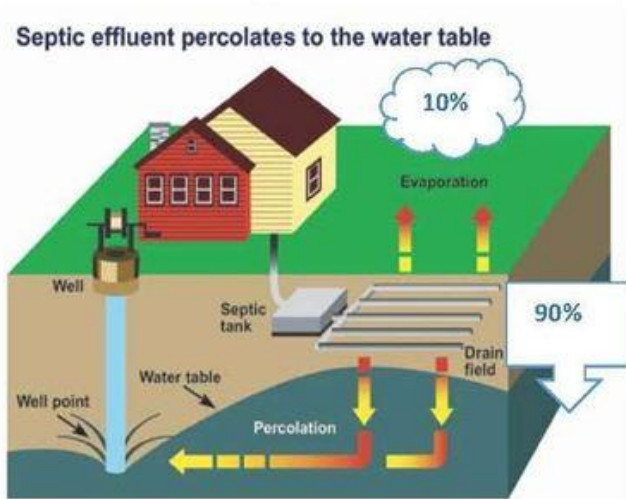 Septic effluent percolates to the water table
10%
Evaporation
Well
Septic
tank
90%
Drain
field
Water table
Well point
Percolation